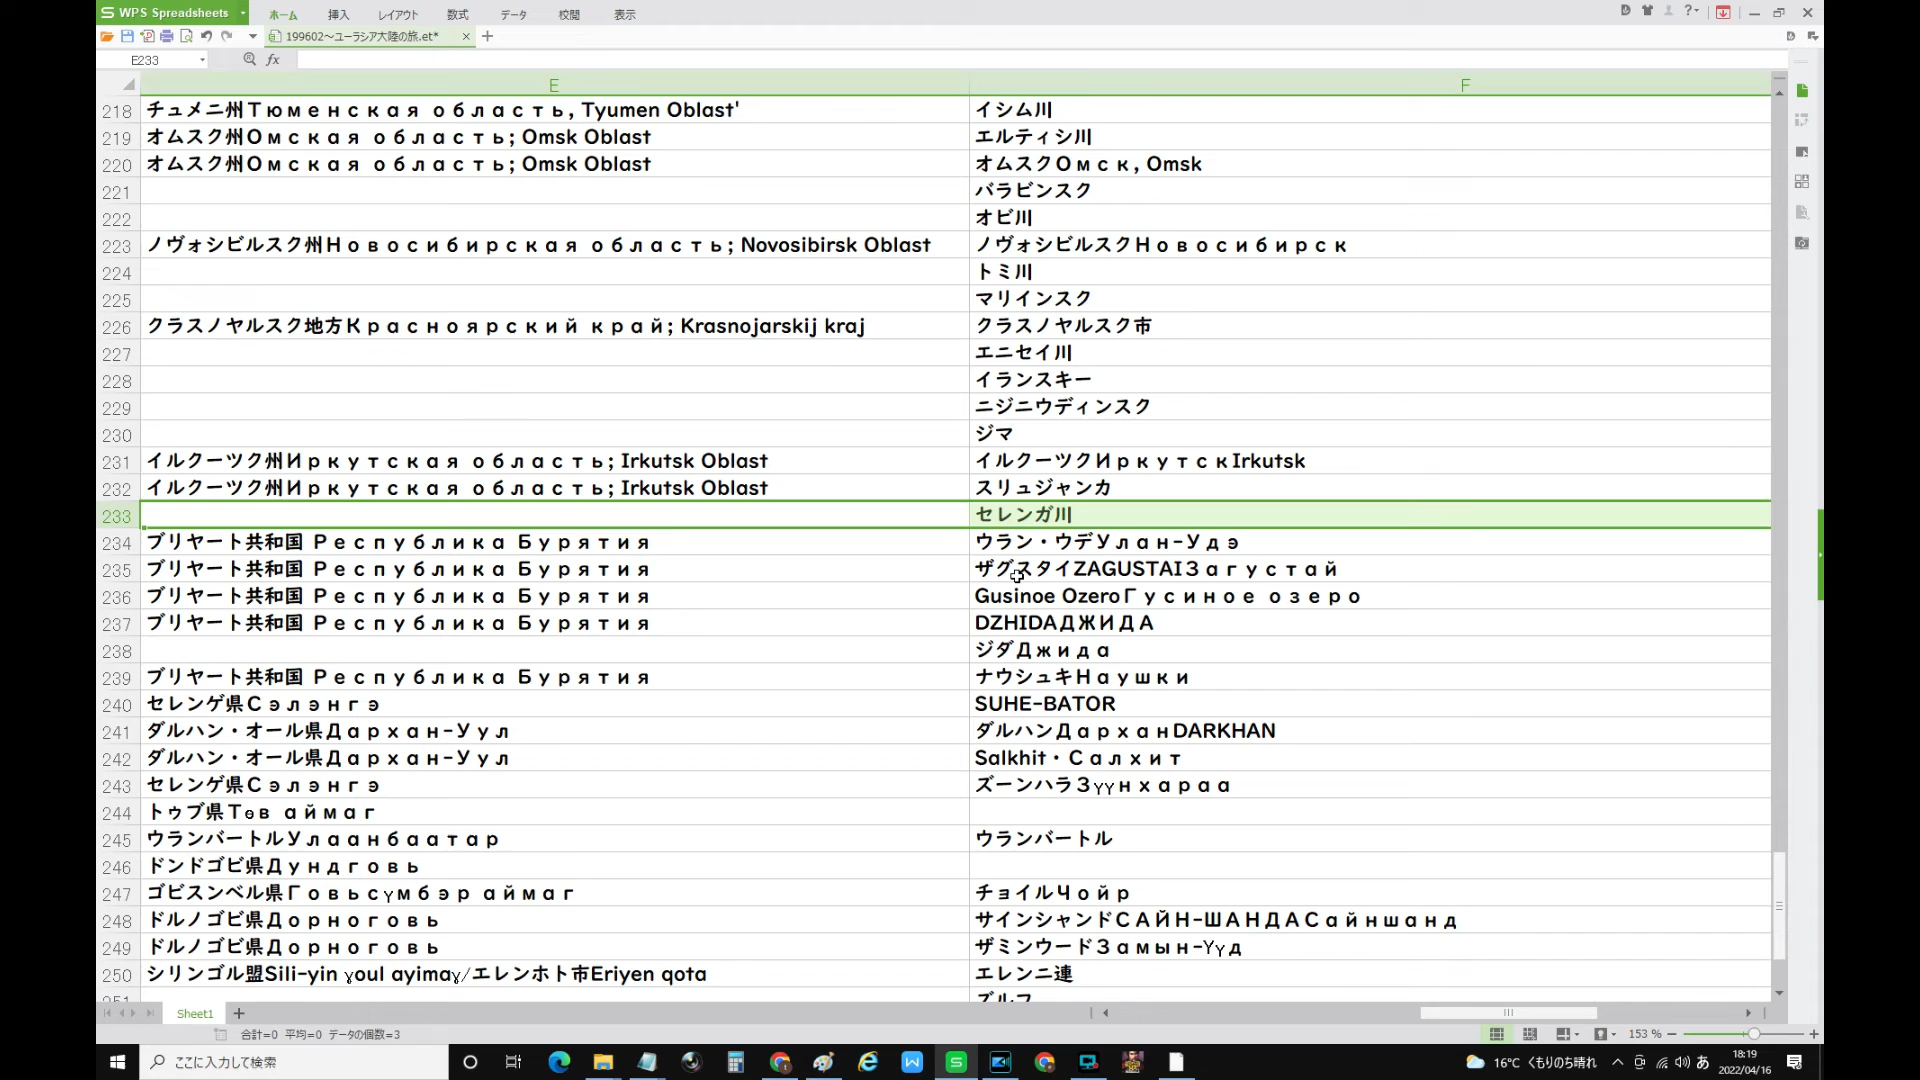 WPS Spreadsheets ホーム 挿入 レイアウト 数式 データ 校閲 表示
199602～ユーラシア大陸の旅.et*
E233 fx
E F
218 チュメニ州Тюменская область, Tyumen Oblast' イシム川
219 オムスク州Омская область; Omsk Oblast エルティシ川
220 オムスク州Омская область; Omsk Oblast オムスクОмск, Omsk
221 バラビンスク
222 オビ川
223 ノヴォシビルスク州Новосибирская область; Novosibirsk Oblast ノヴォシビルスクНовосибирск
224 トミ川
225 マリインスク
226 クラスノヤルスク地方Красноярский край; Krasnojarskij kraj クラスノヤルスク市
227 エニセイ川
228 イランスキー
229 ニジニウディンスク
230 ジマ
231 イルクーツク州Иркутская область; Irkutsk Oblast イルクーツクИркутскIrkutsk
232 イルクーツク州Иркутская область; Irkutsk Oblast スリュジャンカ
233 セレンガ川
234 ブリヤート共和国 Республика Бурятия ウラン・ウデУлан-Удэ
235 ブリヤート共和国 Республика Бурятия ザグスタイZAGUSTAIЗагустай
236 ブリヤート共和国 Республика Бурятия Gusinoe OzeroГусиное озеро
237 ブリヤート共和国 Республика Бурятия DZHIDAДЖИДА
238 ジダДжида
239 ブリヤート共和国 Республика Бурятия ナウシュキНаушки
240 セレンゲ県Сэлэнгэ SUHE-BATOR
241 ダルハン・オール県Дархан-Уул ダルハンДарханDARKHAN
242 ダルハン・オール県Дархан-Уул Salkhit・Салхит
243 セレンゲ県Сэлэнгэ ズーンハラЗүүнхараа
244 トゥブ県Төв аймаг
245 ウランバートルУлаанбаатар ウランバートル
246 ドンドゴビ県Дундговь
247 ゴビスンベル県Говьсүмбэр аймаг チョイルЧойр
248 ドルノゴビ県Дорноговь サインシャンドСАЙН-ШАНДАСайншанд
249 ドルノゴビ県Дорноговь ザミンウードЗамын-Үүд
250 シリンゴル盟Sili-yin ɣoul ayimaɣ/エレンホト市Eriyen qota エレンニ連
251 ズルフ
Sheet1
合計=0 平均=0 データの個数=3 153 %
ここに入力して検索 16°C くもりのち晴れ あ 18:19
2022/04/16